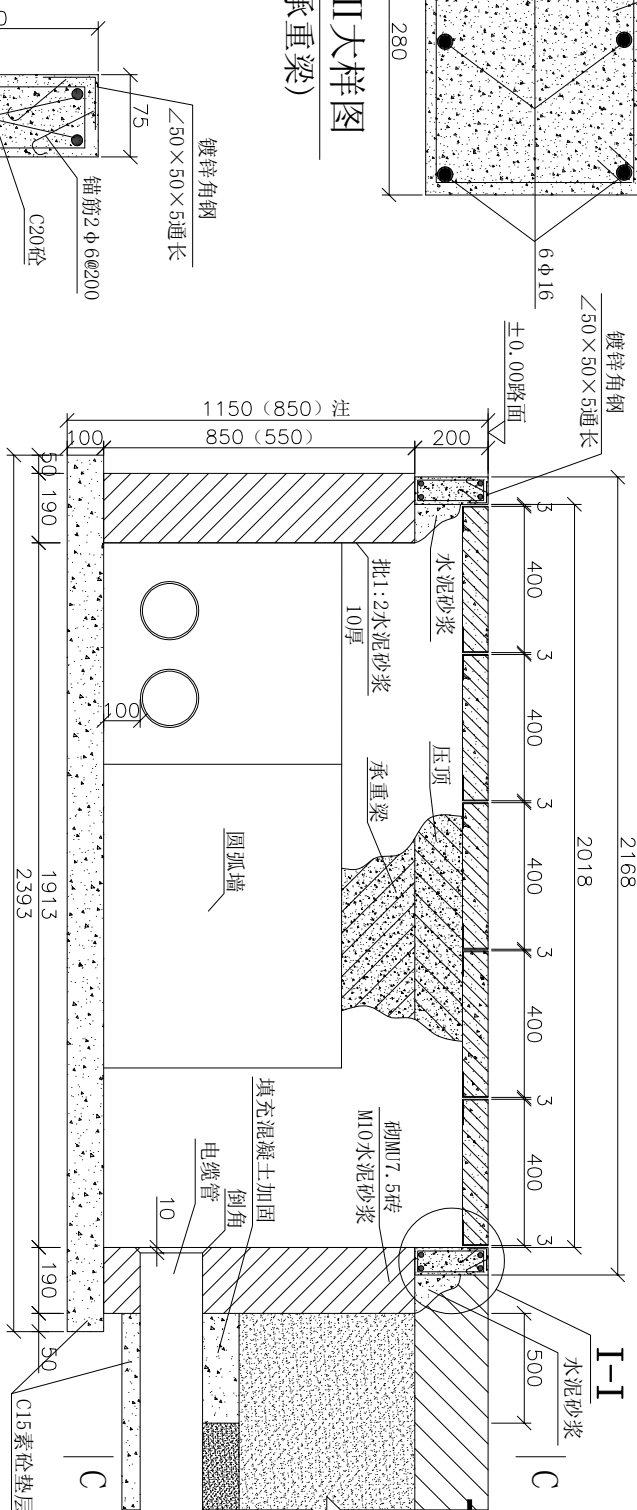 280
6φ16
II大样图
承重梁)
75
镀锌角钢
∠50×50×5通长
锚筋2φ6@200
C20砼
镀锌角钢
∠50×50×5通长
±0.00路面
1150（850）注
100
850（550）
200
50
190
1913
190
50
2393
2168
2018
3
400
3
400
3
400
3
400
3
400
3
水泥砂浆
批1:2水泥砂浆
10厚
100
压顶
承重梁
圆弧墙
砌MU7.5砖
M10水泥砂浆
填充混凝土加固
倒角
电缆管
10
I-I
水泥砂浆
500
C
C
C15素砼垫层